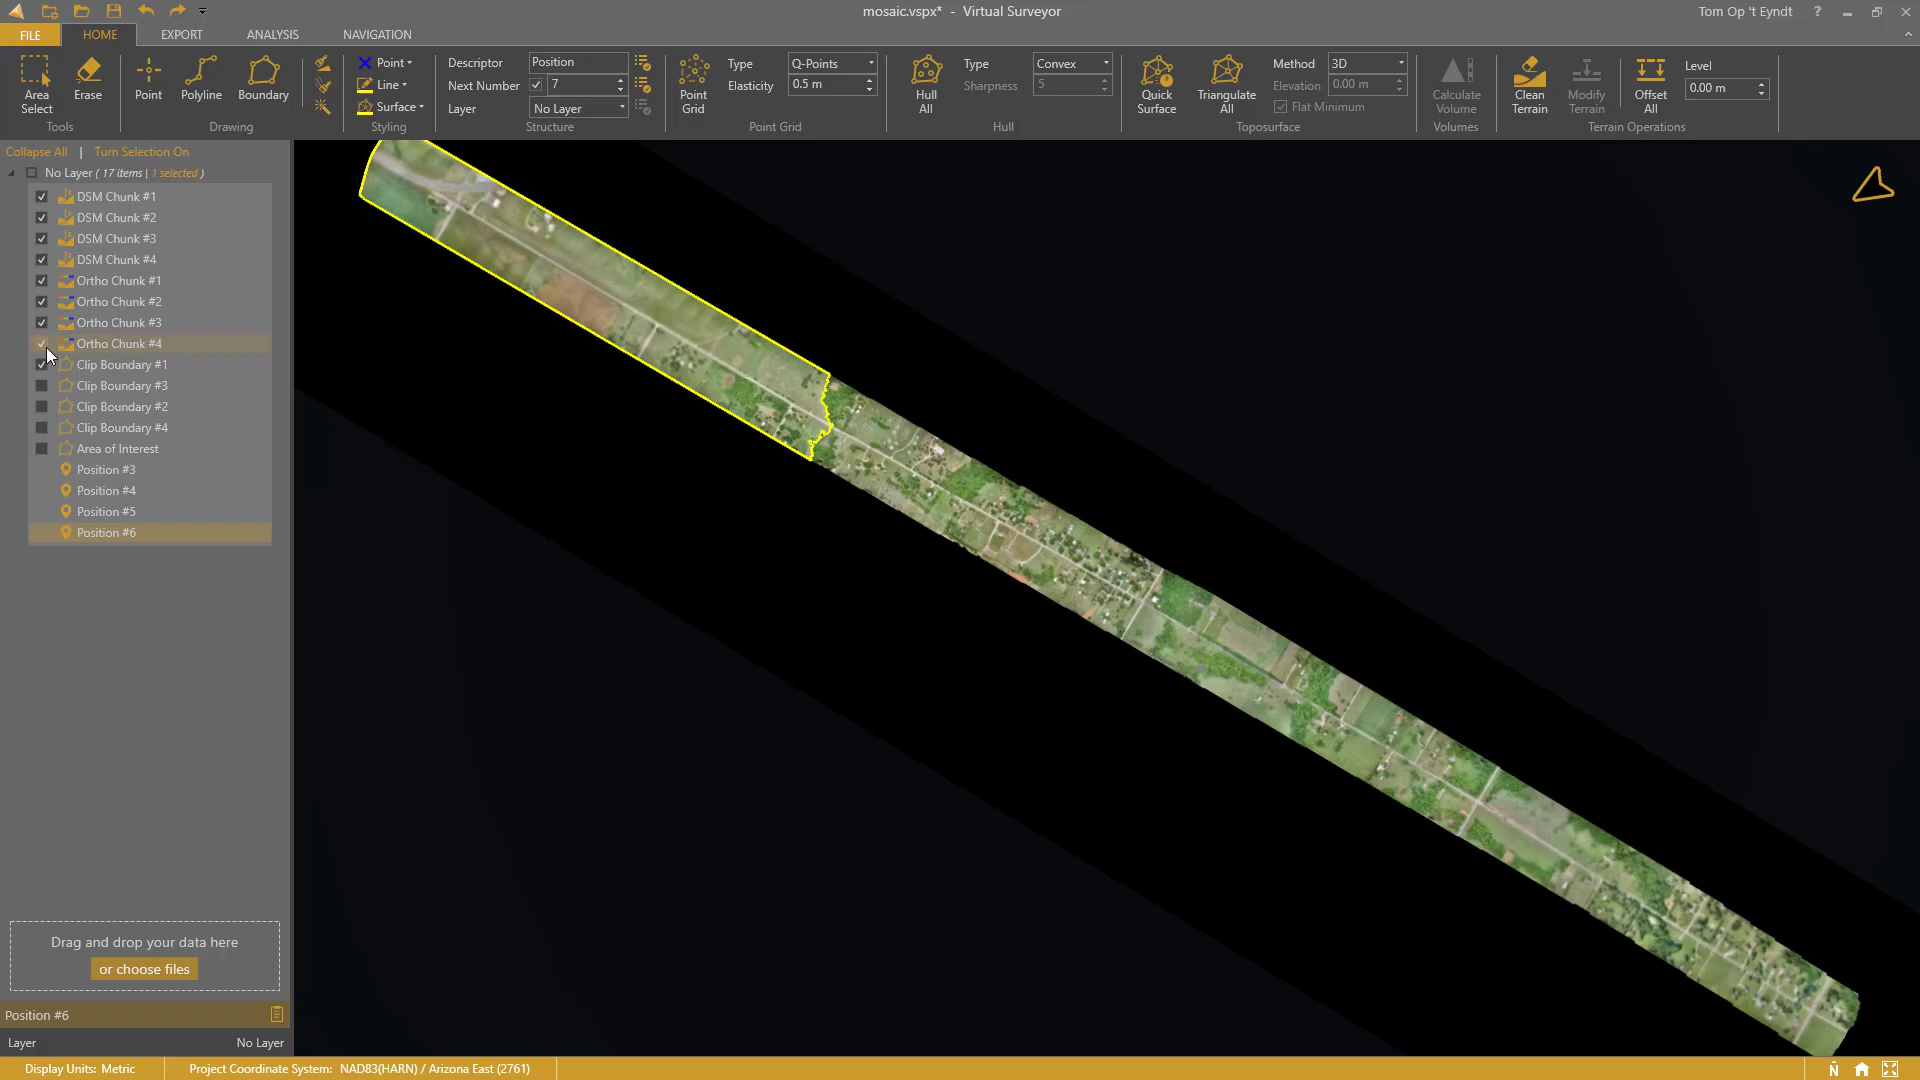 mosaic.vspx* - Virtual Surveyor
Tom Op 't Eyndt ?
FILE HOME EXPORT ANALYSIS NAVIGATION
Area Select
Erase
Tools
Point
Polyline
Boundary
Drawing
Point
Line
Surface
Styling
Descriptor Position
Next Number 7
Layer No Layer
Structure
Point Grid
Type Q-Points
Elasticity 0.5 m
Point Grid
Hull All
Type Convex
Sharpness 5
Hull
Quick Surface
Triangulate All
Method 3D
Elevation 0.00 m
Flat Minimum
Toposurface
Calculate Volume
Volumes
Clean Terrain
Modify Terrain
Offset All
Level
0.00 m
Terrain Operations
Collapse All | Turn Selection On
No Layer ( 17 items | 1 selected )
DSM Chunk #1
DSM Chunk #2
DSM Chunk #3
DSM Chunk #4
Ortho Chunk #1
Ortho Chunk #2
Ortho Chunk #3
Ortho Chunk #4
Clip Boundary #1
Clip Boundary #3
Clip Boundary #2
Clip Boundary #4
Area of Interest
Position #3
Position #4
Position #5
Position #6
Drag and drop your data here
or choose files
Position #6
Layer No Layer
Display Units: Metric
Project Coordinate System: NAD83(HARN) / Arizona East (2761)
N